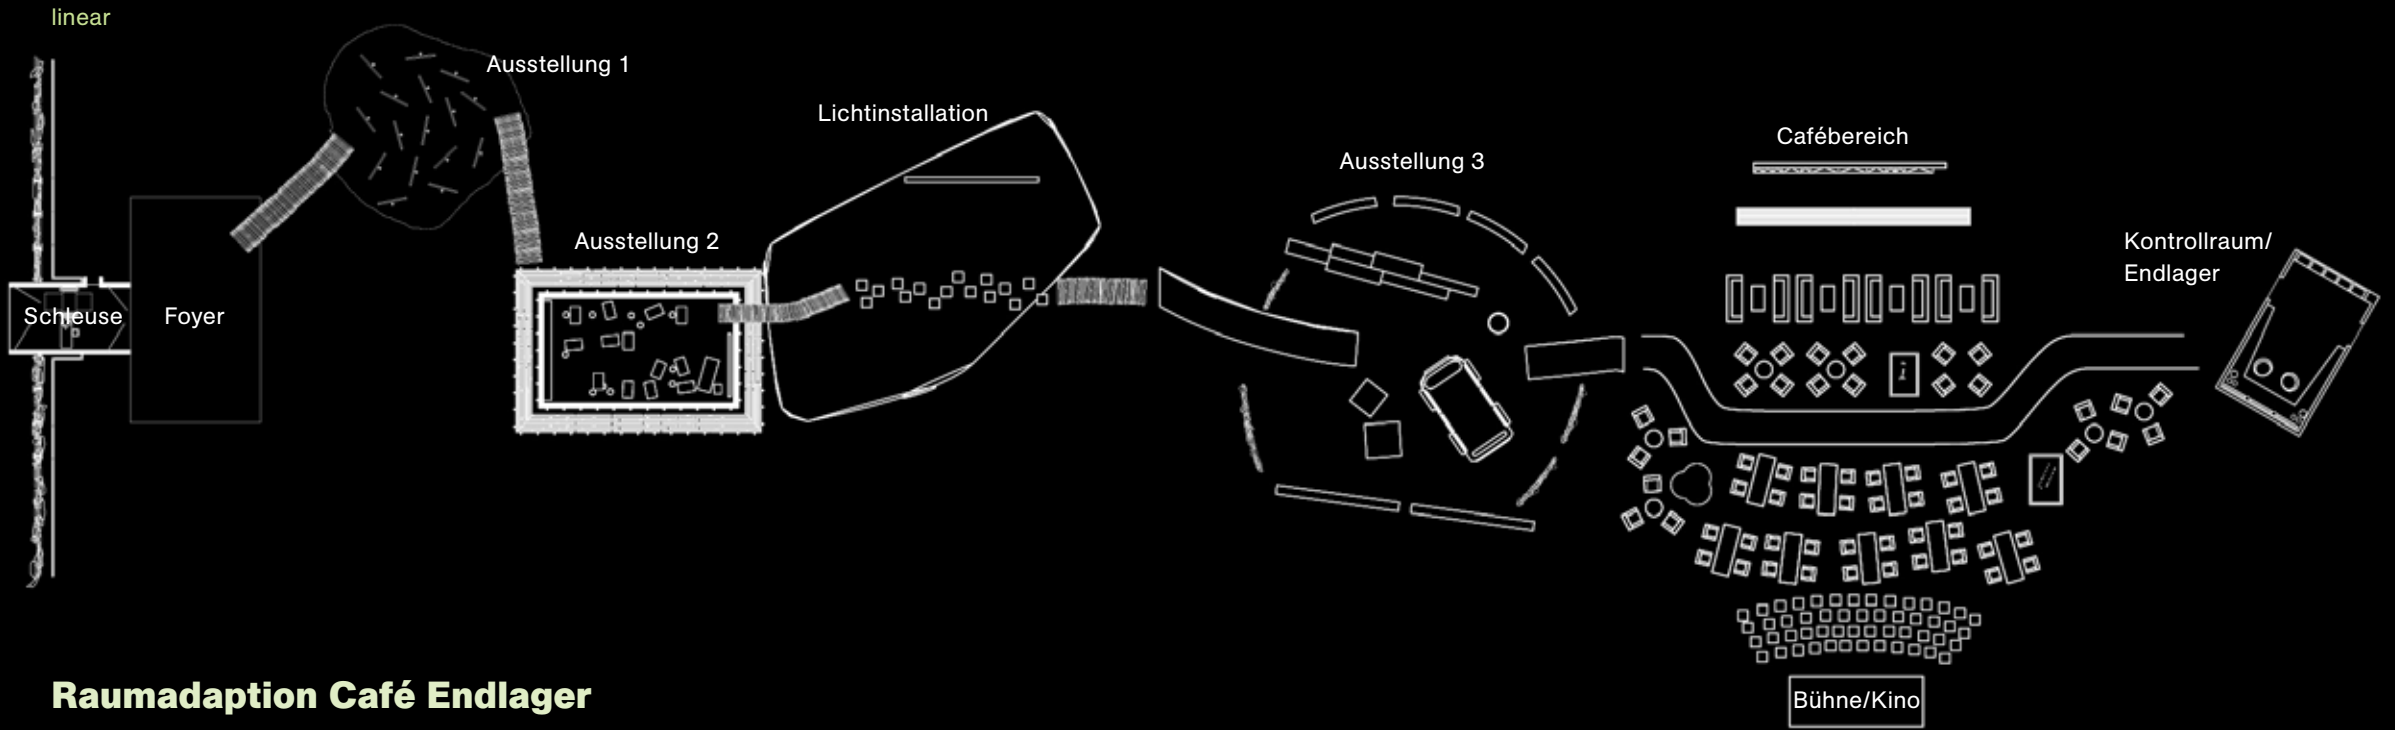 linear
Ausstellung 1
Lichtinstallation
Cafébereich
Ausstellung 3
Ausstellung 2
Kontrollraum/
Endlager
Schleuse
Foyer
i
Raumadaption Café Endlager
Bühne/Kino